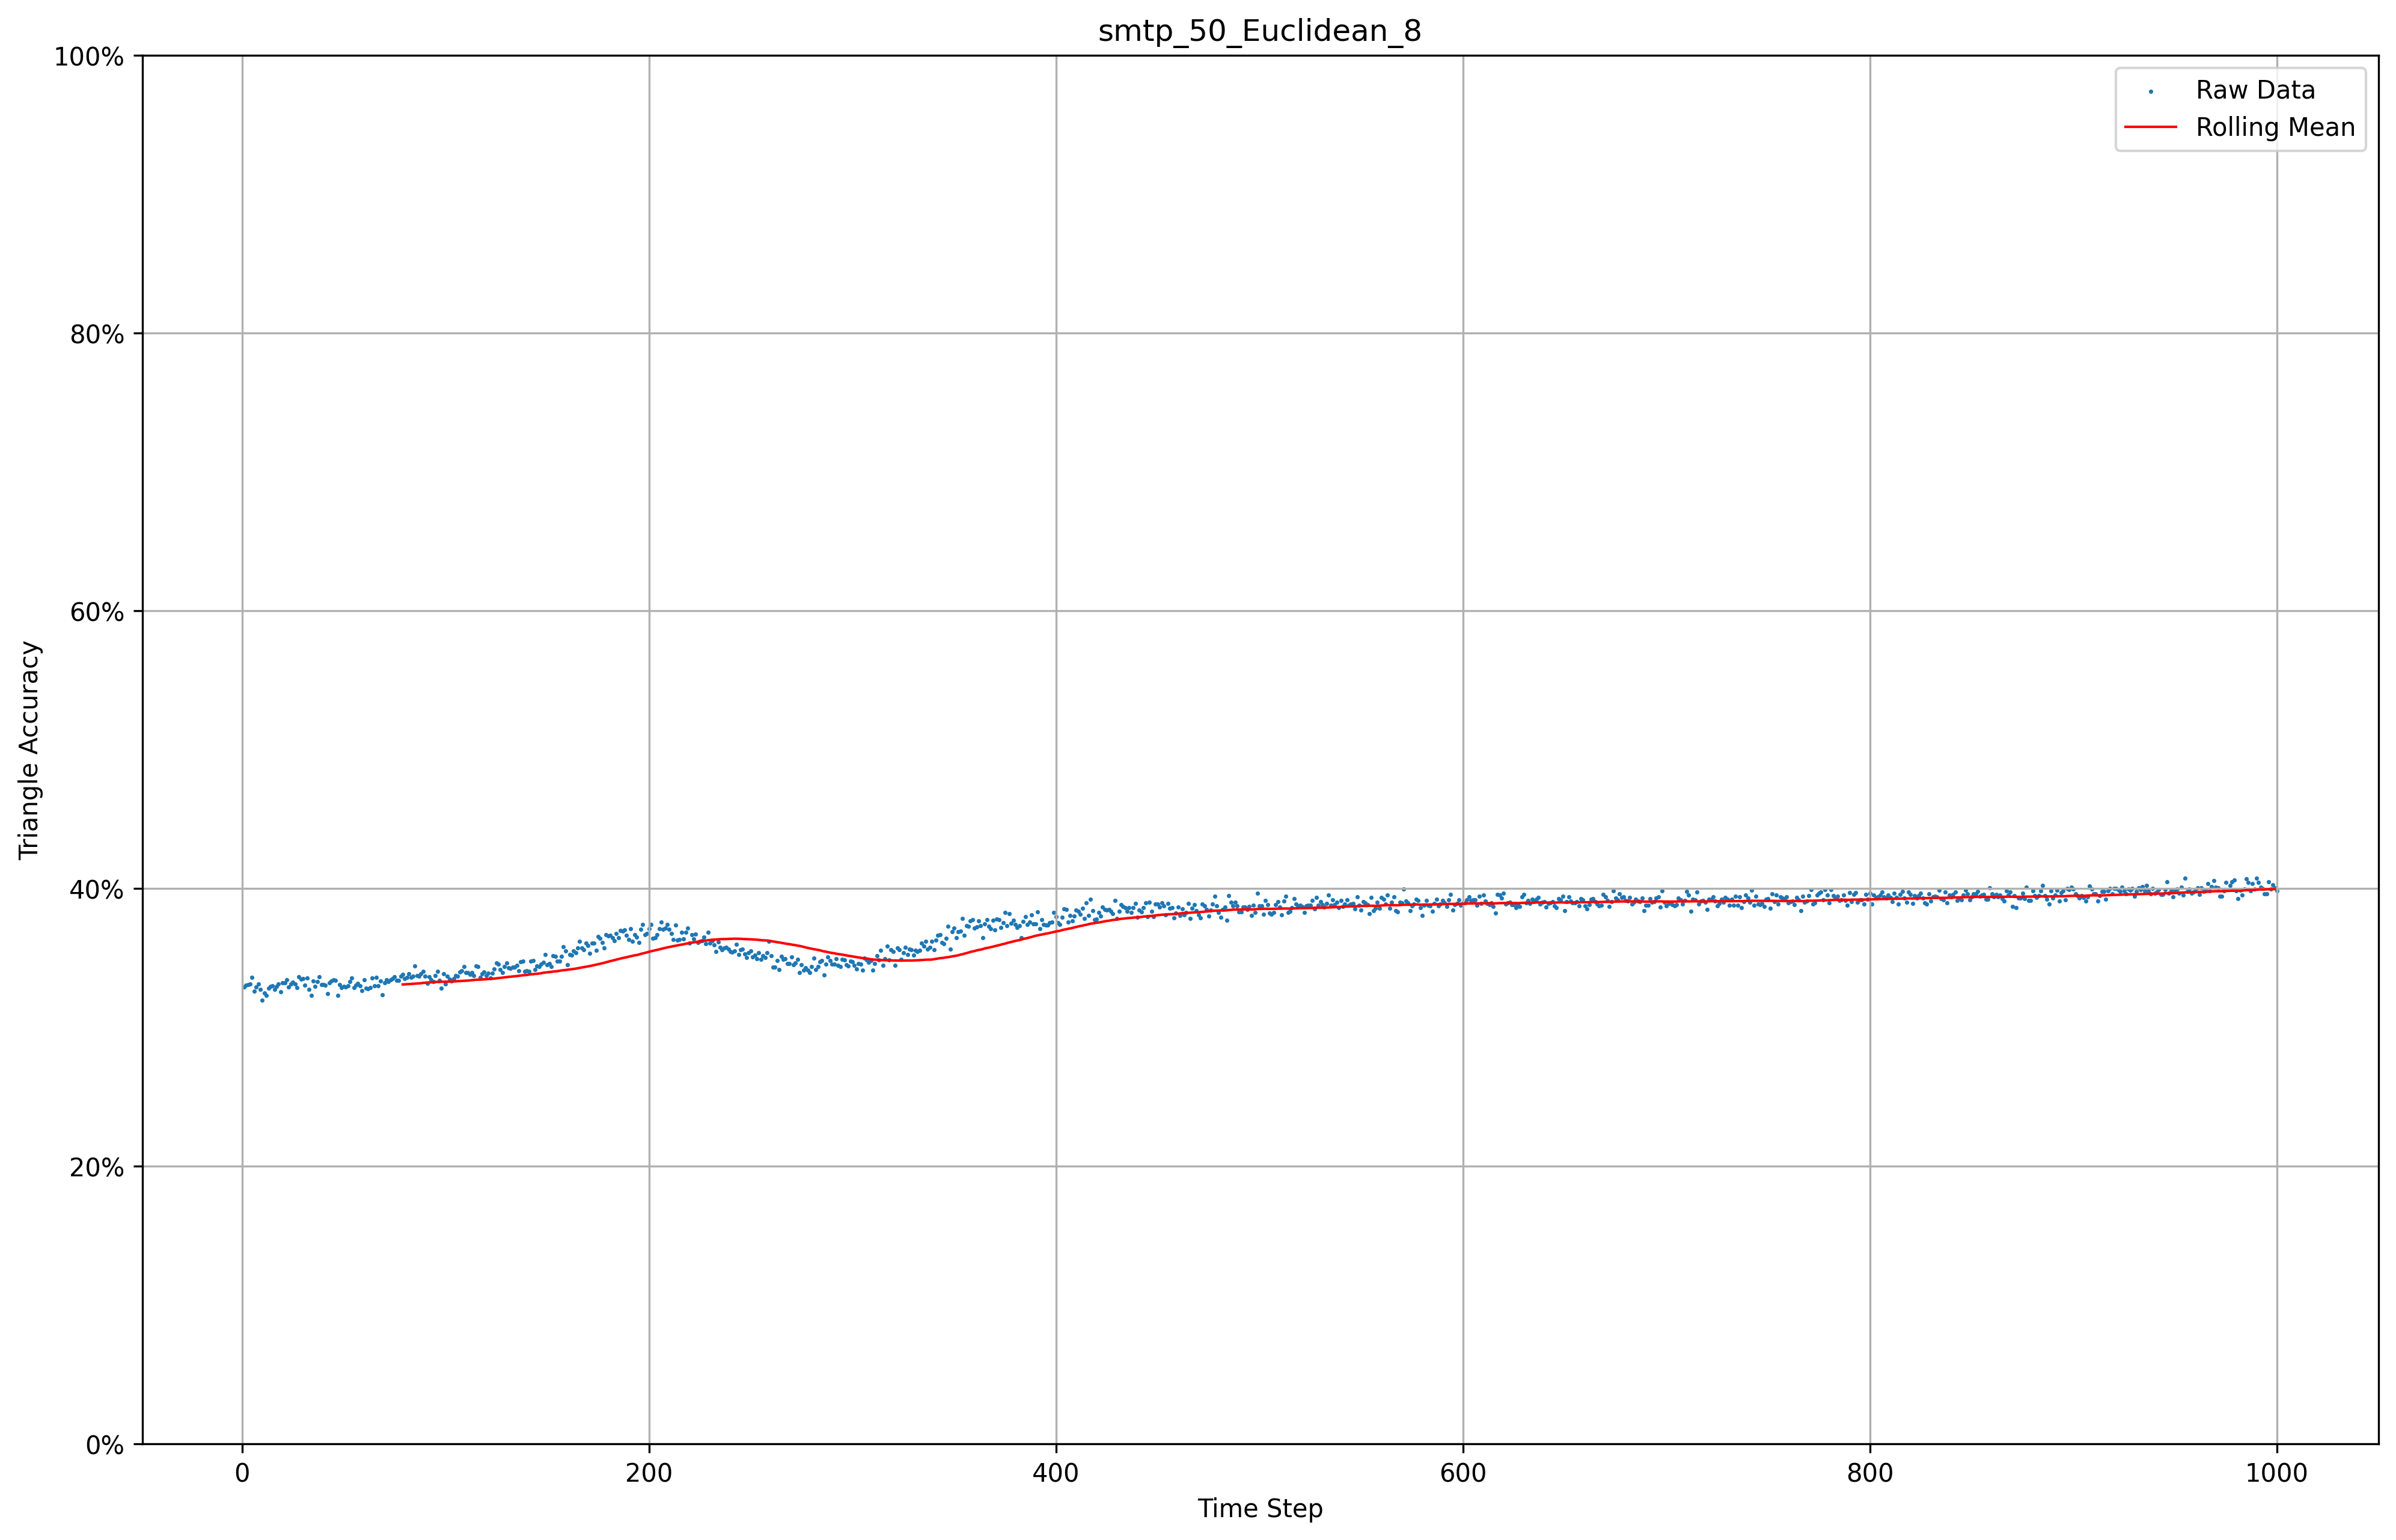 smtp_50_Euclidean_8
100%
80%
60%
40%
20%
0%
Triangle Accuracy
Raw Data
Rolling Mean
0 200 400 600 800 1000
Time Step